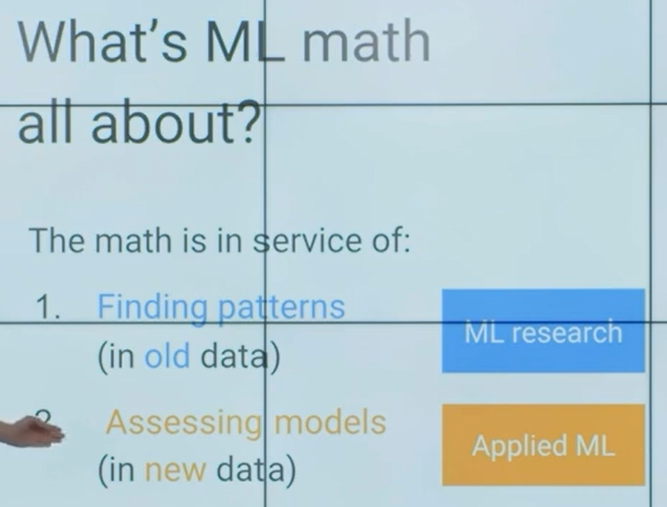 What's ML math
all about?
The math is in service of:
1. Finding patterns
(in old data)
ML research
2. Assessing models
(in new data)
Applied ML